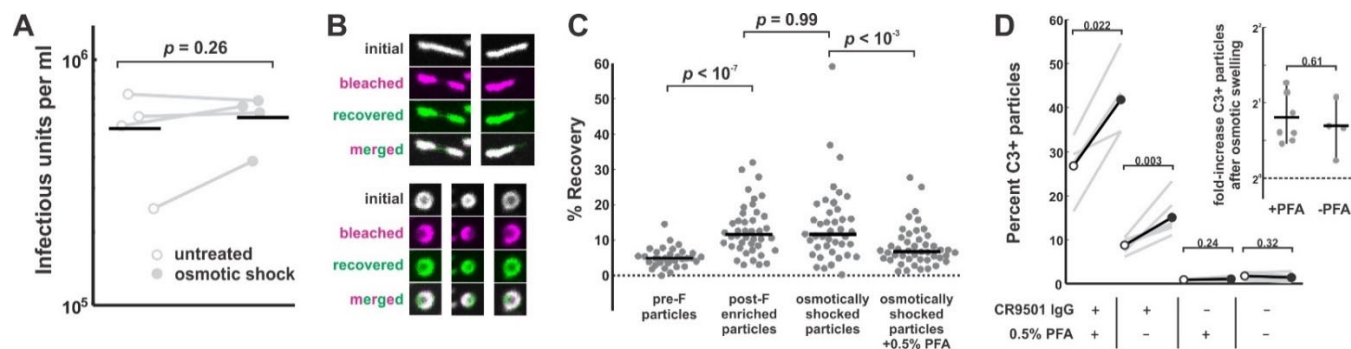 A
Infectious units per ml
10⁶
10⁵
p = 0.26
untreated
osmotic shock
B
initial
bleached
recovered
merged
initial
bleached
recovered
merged
C
% Recovery
60
50
40
30
20
10
0
p < 10⁻⁷
p = 0.99
p < 10⁻³
pre-F
particles
post-F
enriched
particles
osmotically
shocked
particles
osmotically
shocked
particles
+0.5% PFA
D
Percent C3+ particles
60
50
40
30
20
10
0
0.022
0.003
0.24
0.32
fold-increase C3+ particles
after osmotic swelling
2²
2¹
2⁰
0.61
+PFA
-PFA
CR9501 IgG + + – –
0.5% PFA + – + –